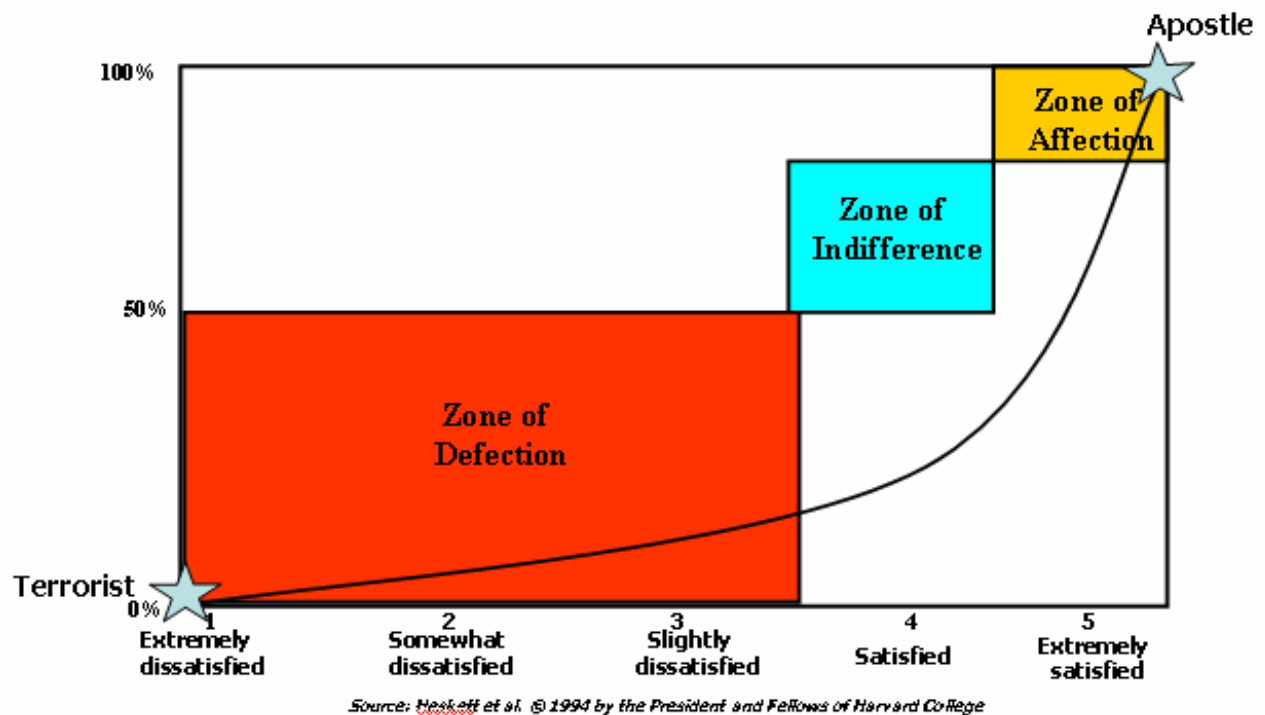 Apostle
100%
Zone of
Affection
Zone of
Indifference
50%
Zone of
Defection
Terrorist
0%
1 2 3 4 5
Extremely dissatisfied
Somewhat dissatisfied
Slightly dissatisfied
Satisfied
Extremely satisfied
Source: Heskett et al. © 1994 by the President and Fellows of Harvard College